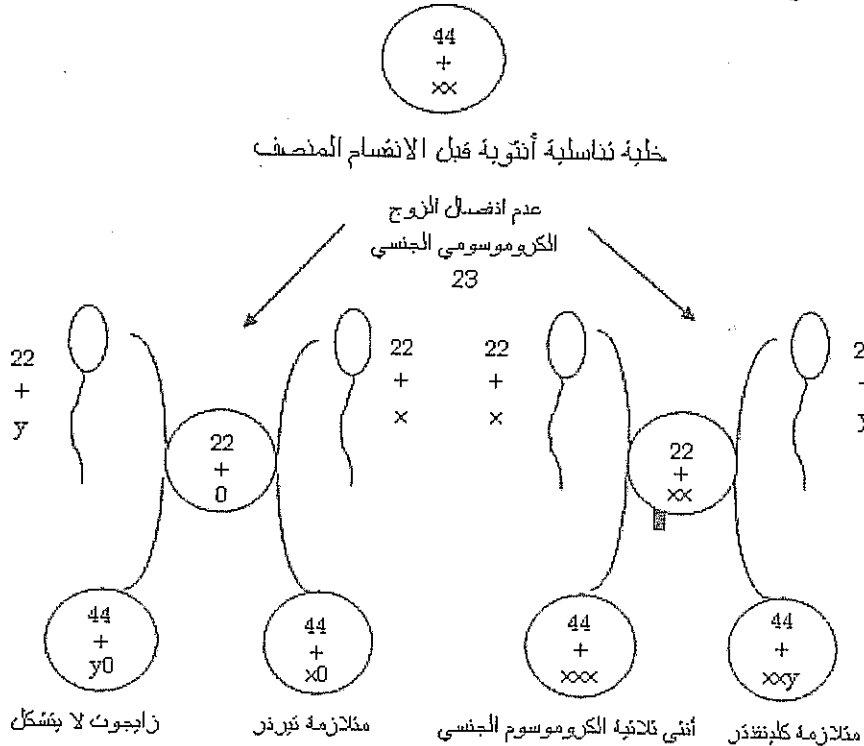 44
+
xx
خلية تناسلية أنثوية قبل الانقسام المنصف
عدم انفصال الزوج
الكروموسومي الجنسي
23
22
+
y
22
+
0
22
+
x
22
+
x
22
+
xx
2
44
+
y0
44
+
x0
44
+
xxx
44
+
xxy
زايجوت لا يتشكل
متلازمة تيرنر
أنثى ثلاثية الكروموسوم الجنسي
متلازمة كلينفلتر